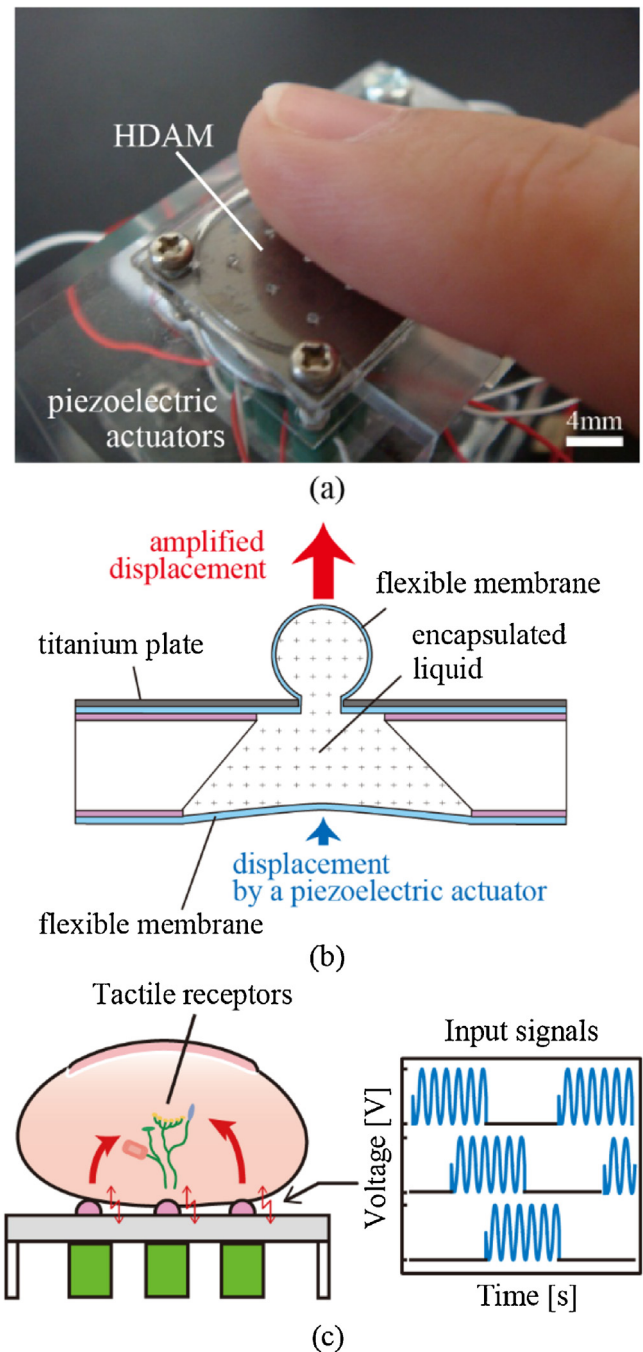 HDAM
piezoelectric
actuators
4mm
(a)
amplified
displacement
flexible membrane
titanium plate
encapsulated
liquid
displacement
by a piezoelectric actuator
flexible membrane
(b)
Tactile receptors
Input signals
Voltage [V]
Time [s]
(c)